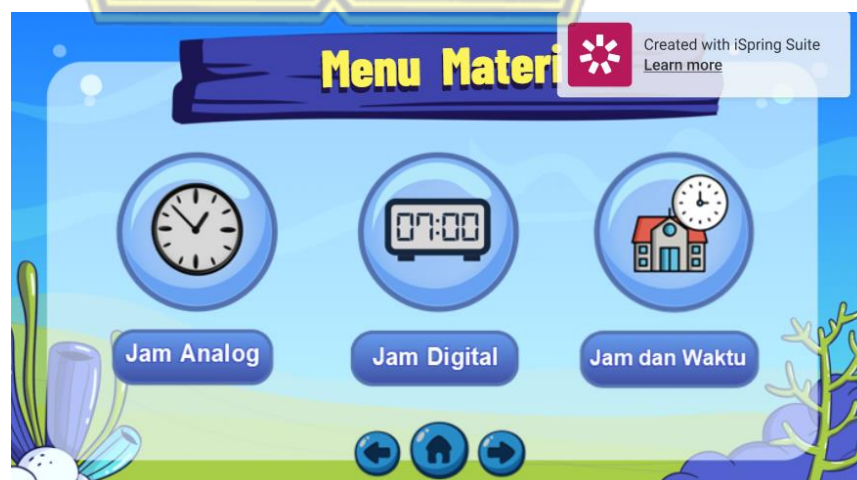 Menu Materi
Created with iSpring Suite
Learn more
07:00
Jam Analog
Jam Digital
Jam dan Waktu